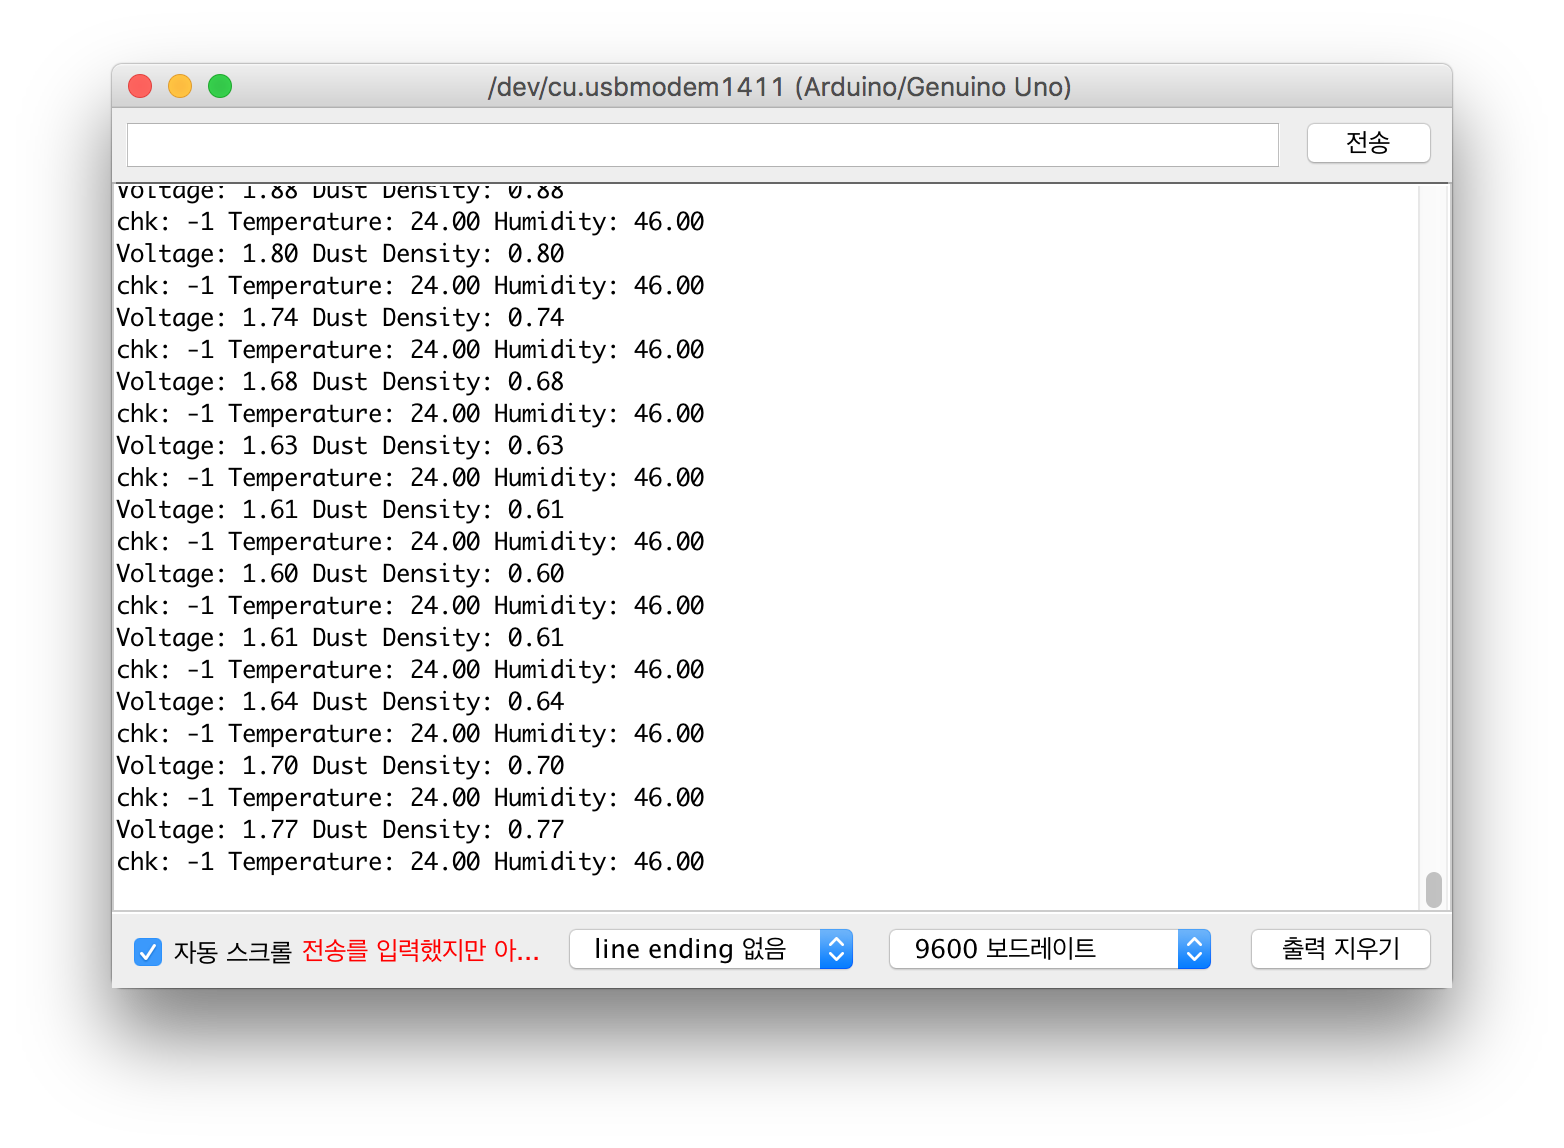 /dev/cu.usbmodem1411 (Arduino/Genuino Uno)
전송
Voltage: 1.88 Dust Density: 0.88
chk: -1 Temperature: 24.00 Humidity: 46.00
Voltage: 1.80 Dust Density: 0.80
chk: -1 Temperature: 24.00 Humidity: 46.00
Voltage: 1.74 Dust Density: 0.74
chk: -1 Temperature: 24.00 Humidity: 46.00
Voltage: 1.68 Dust Density: 0.68
chk: -1 Temperature: 24.00 Humidity: 46.00
Voltage: 1.63 Dust Density: 0.63
chk: -1 Temperature: 24.00 Humidity: 46.00
Voltage: 1.61 Dust Density: 0.61
chk: -1 Temperature: 24.00 Humidity: 46.00
Voltage: 1.60 Dust Density: 0.60
chk: -1 Temperature: 24.00 Humidity: 46.00
Voltage: 1.61 Dust Density: 0.61
chk: -1 Temperature: 24.00 Humidity: 46.00
Voltage: 1.64 Dust Density: 0.64
chk: -1 Temperature: 24.00 Humidity: 46.00
Voltage: 1.70 Dust Density: 0.70
chk: -1 Temperature: 24.00 Humidity: 46.00
Voltage: 1.77 Dust Density: 0.77
chk: -1 Temperature: 24.00 Humidity: 46.00
자동 스크롤 전송를 입력했지만 아... line ending 없음 9600 보드레이트 출력 지우기